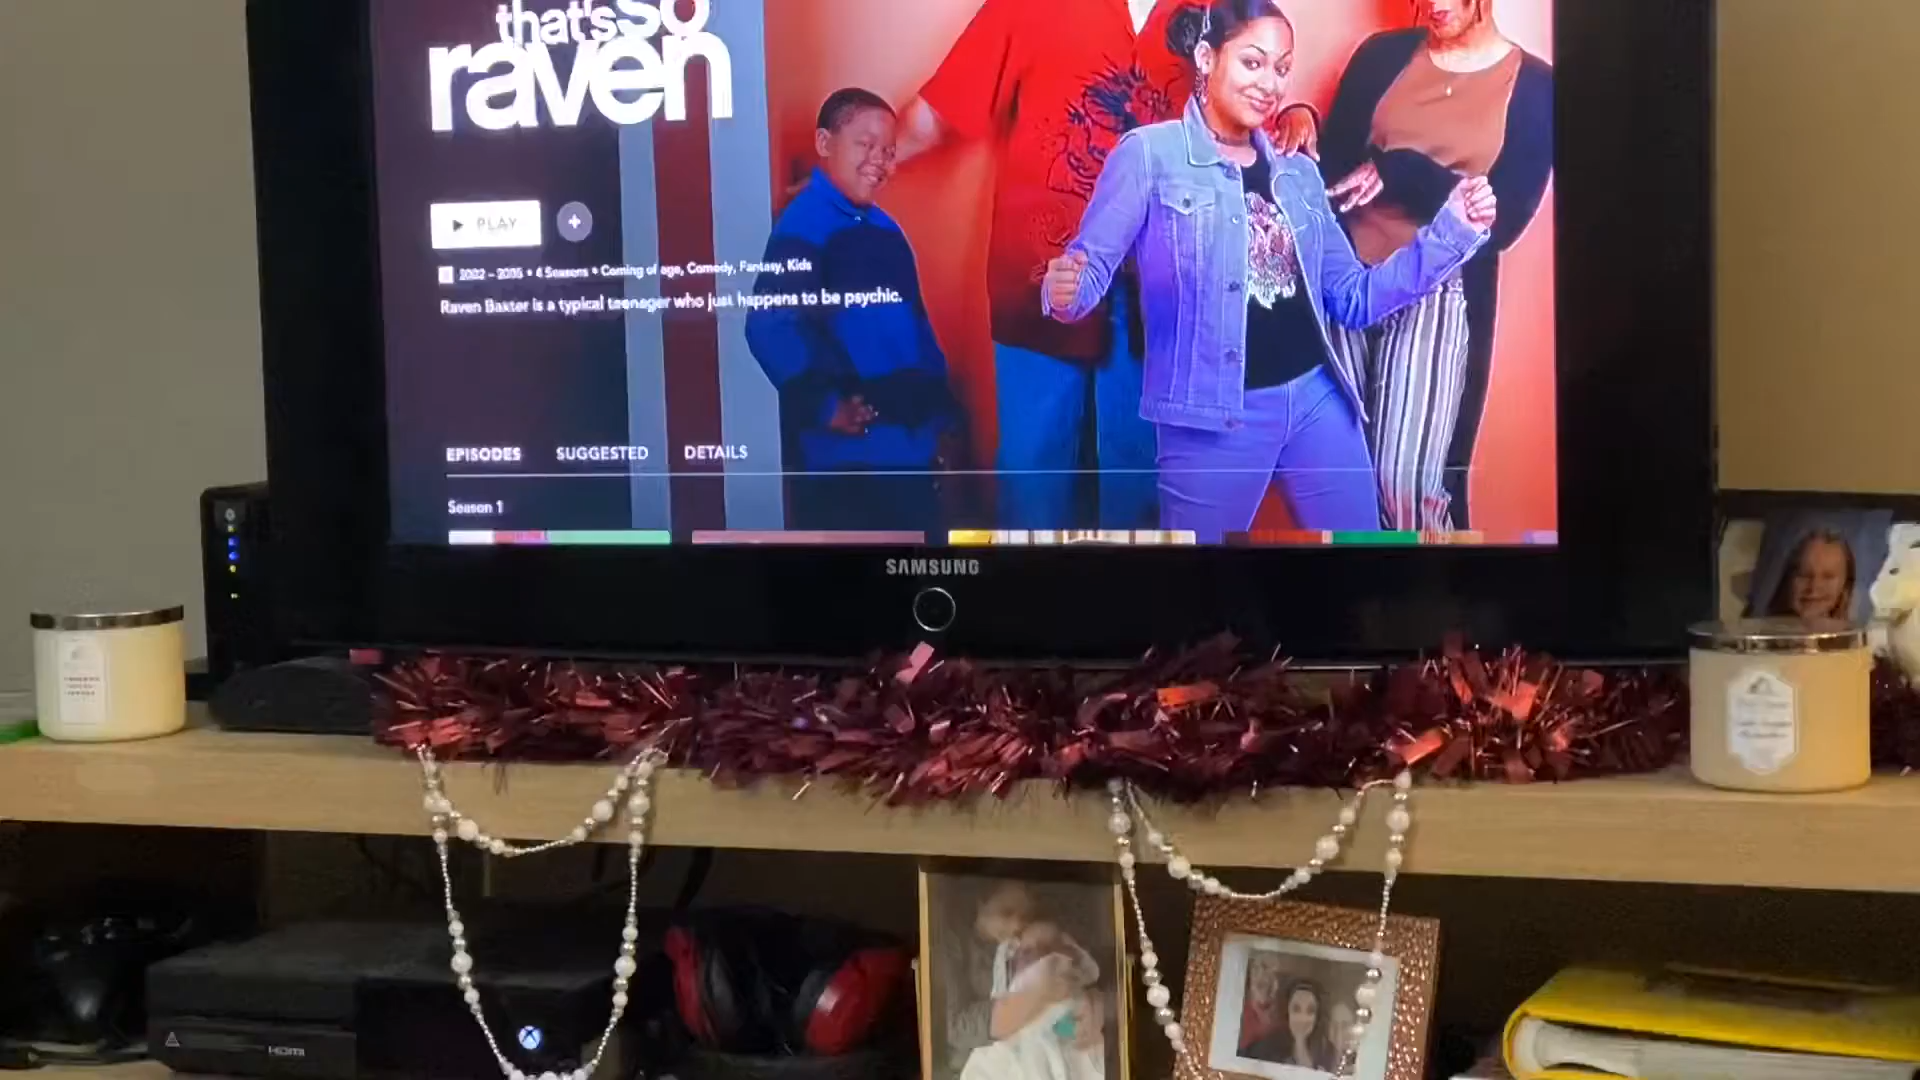 that's so
raven
PLAY
2002 - 2006 • 4 Seasons • Coming of age, Comedy, Fantasy, Kids
Raven Baxter is a typical teenager who just happens to be psychic.
EPISODES SUGGESTED DETAILS
Season 1
SAMSUNG
HDMI